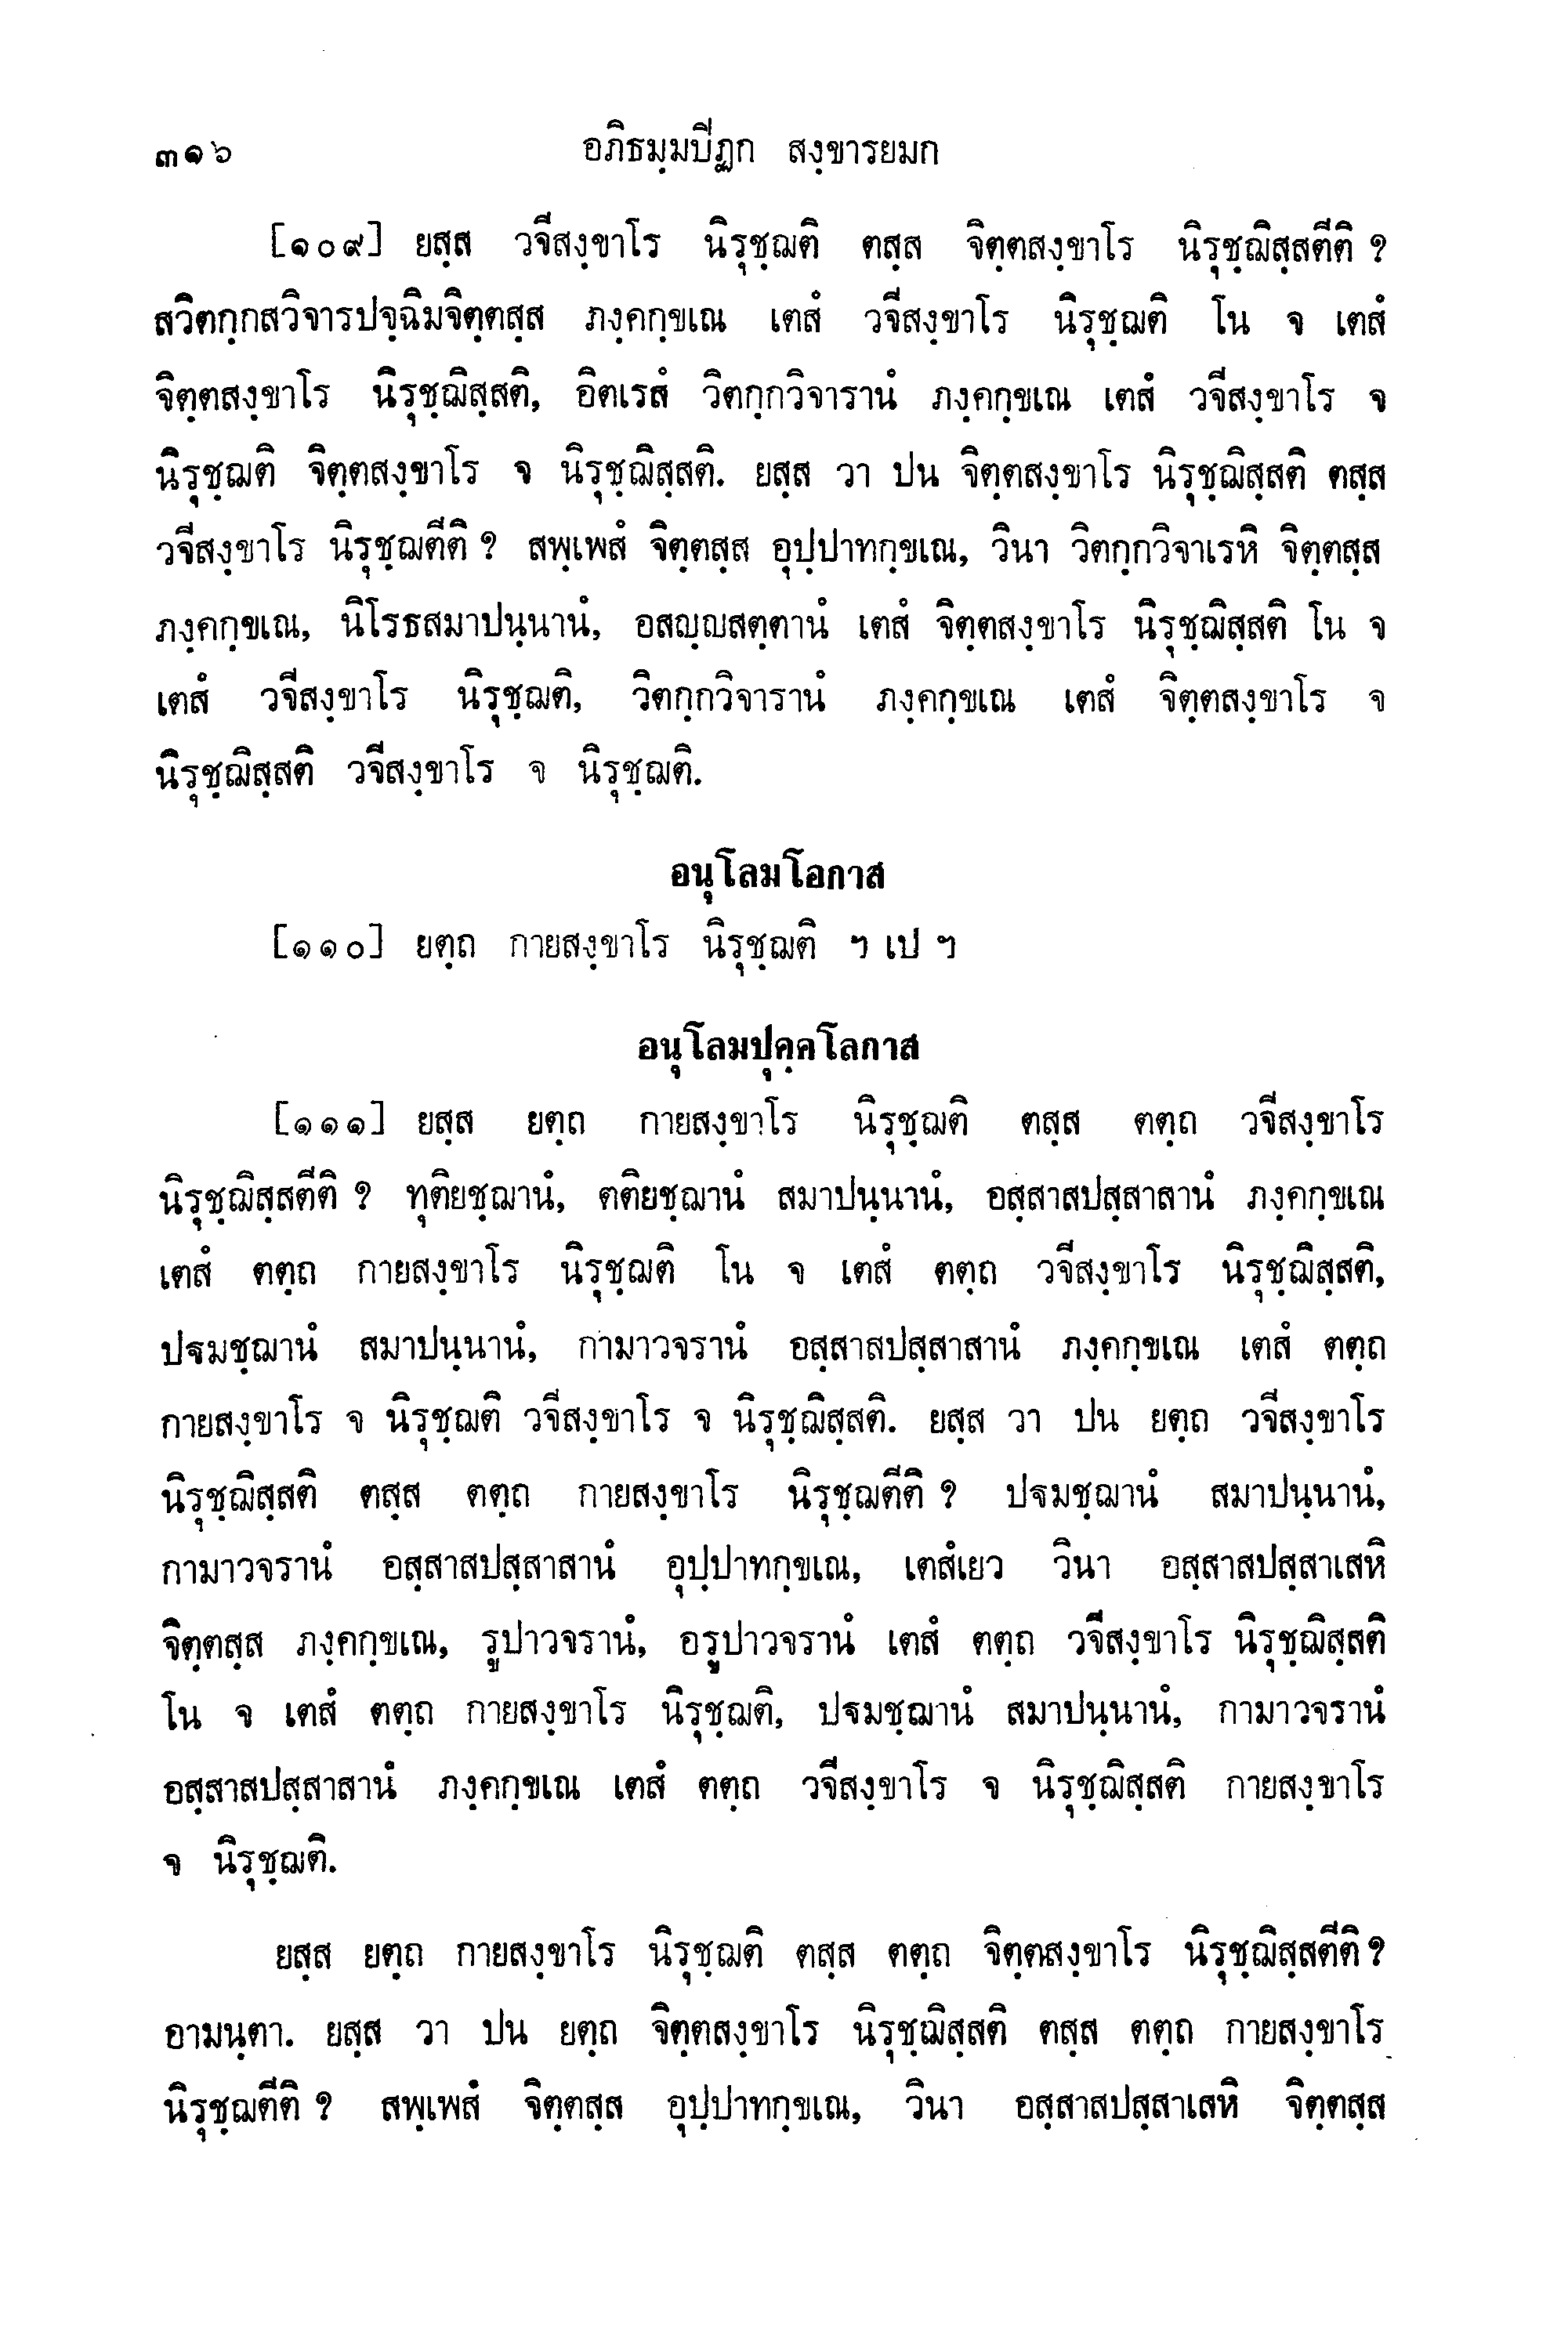 ๓๑๖ อภิธมฺมปิฏก สงฺขารยมก
[๑๐๙] ยสฺส วจีสงฺขาโร นิรุชฺฌติ ตสฺส จิตฺตสงฺขาโร นิรุชฺฌิสฺสตีติ ?
สวิตกฺกสวิจารปจฺฉิมจิตฺตสฺส ภงฺคกฺขเณ เตสํ วจีสงฺขาโร นิรุชฺฌติ โน จ เตสํ
จิตฺตสงฺขาโร นิรุชฺฌิสฺสติ, อิตเรสํ วิตกฺกวิจารานํ ภงฺคกฺขเณ เตสํ วจีสงฺขาโร จ
นิรุชฺฌติ จิตฺตสงฺขาโร จ นิรุชฺฌิสฺสติ. ยสฺส วา ปน จิตฺตสงฺขาโร นิรุชฺฌิสฺสติ ตสฺส
วจีสงฺขาโร นิรุชฺฌตีติ ? สพฺเพสํ จิตฺตสฺส อุปฺปาทกฺขเณ, วินา วิตกฺกวิจาเรหิ จิตฺตสฺส
ภงฺคกฺขเณ, นิโรธสมาปนฺนานํ, อสญฺญสตฺตานํ เตสํ จิตฺตสงฺขาโร นิรุชฺฌิสฺสติ โน จ
เตสํ วจีสงฺขาโร นิรุชฺฌติ, วิตกฺกวิจารานํ ภงฺคกฺขเณ เตสํ จิตฺตสงฺขาโร จ
นิรุชฺฌิสฺสติ วจีสงฺขาโร จ นิรุชฺฌติ.
อนุโลมโอกาส
[๑๑๐] ยตฺถ กายสงฺขาโร นิรุชฺฌติ ฯ เป ฯ
อนุโลมปุคฺคโลกาส
[๑๑๑] ยสฺส ยตฺถ กายสงฺขาโร นิรุชฺฌติ ตสฺส ตตฺถ วจีสงฺขาโร
นิรุชฺฌิสฺสตีติ ? ทุติยชฺฌานํ, ตติยชฺฌานํ สมาปนฺนานํ, อสฺสาสปสฺสาสานํ ภงฺคกฺขเณ
เตสํ ตตฺถ กายสงฺขาโร นิรุชฺฌติ โน จ เตสํ ตตฺถ วจีสงฺขาโร นิรุชฺฌิสฺสติ,
ปฐมชฺฌานํ สมาปนฺนานํ, กามาวจรานํ อสฺสาสปสฺสาสานํ ภงฺคกฺขเณ เตสํ ตตฺถ
กายสงฺขาโร จ นิรุชฺฌติ วจีสงฺขาโร จ นิรุชฺฌิสฺสติ. ยสฺส วา ปน ยตฺถ วจีสงฺขาโร
นิรุชฺฌิสฺสติ ตสฺส ตตฺถ กายสงฺขาโร นิรุชฺฌตีติ ? ปฐมชฺฌานํ สมาปนฺนานํ,
กามาวจรานํ อสฺสาสปสฺสาสานํ อุปฺปาทกฺขเณ, เตสํเยว วินา อสฺสาสปสฺสาเสหิ
จิตฺตสฺส ภงฺคกฺขเณ, รูปาวจรานํ, อรูปาวจรานํ เตสํ ตตฺถ วจีสงฺขาโร นิรุชฺฌิสฺสติ
โน จ เตสํ ตตฺถ กายสงฺขาโร นิรุชฺฌติ, ปฐมชฺฌานํ สมาปนฺนานํ, กามาวจรานํ
อสฺสาสปสฺสาสานํ ภงฺคกฺขเณ เตสํ ตตฺถ วจีสงฺขาโร จ นิรุชฺฌิสฺสติ กายสงฺขาโร
จ นิรุชฺฌติ.
ยสฺส ยตฺถ กายสงฺขาโร นิรุชฺฌติ ตสฺส ตตฺถ จิตฺตสงฺขาโร นิรุชฺฌิสฺสตีติ ?
อามนฺตา. ยสฺส วา ปน ยตฺถ จิตฺตสงฺขาโร นิรุชฺฌิสฺสติ ตสฺส ตตฺถ กายสงฺขาโร
นิรุชฺฌตีติ ? สพฺเพสํ จิตฺตสฺส อุปฺปาทกฺขเณ, วินา อสฺสาสปสฺสาเสหิ จิตฺตสฺส